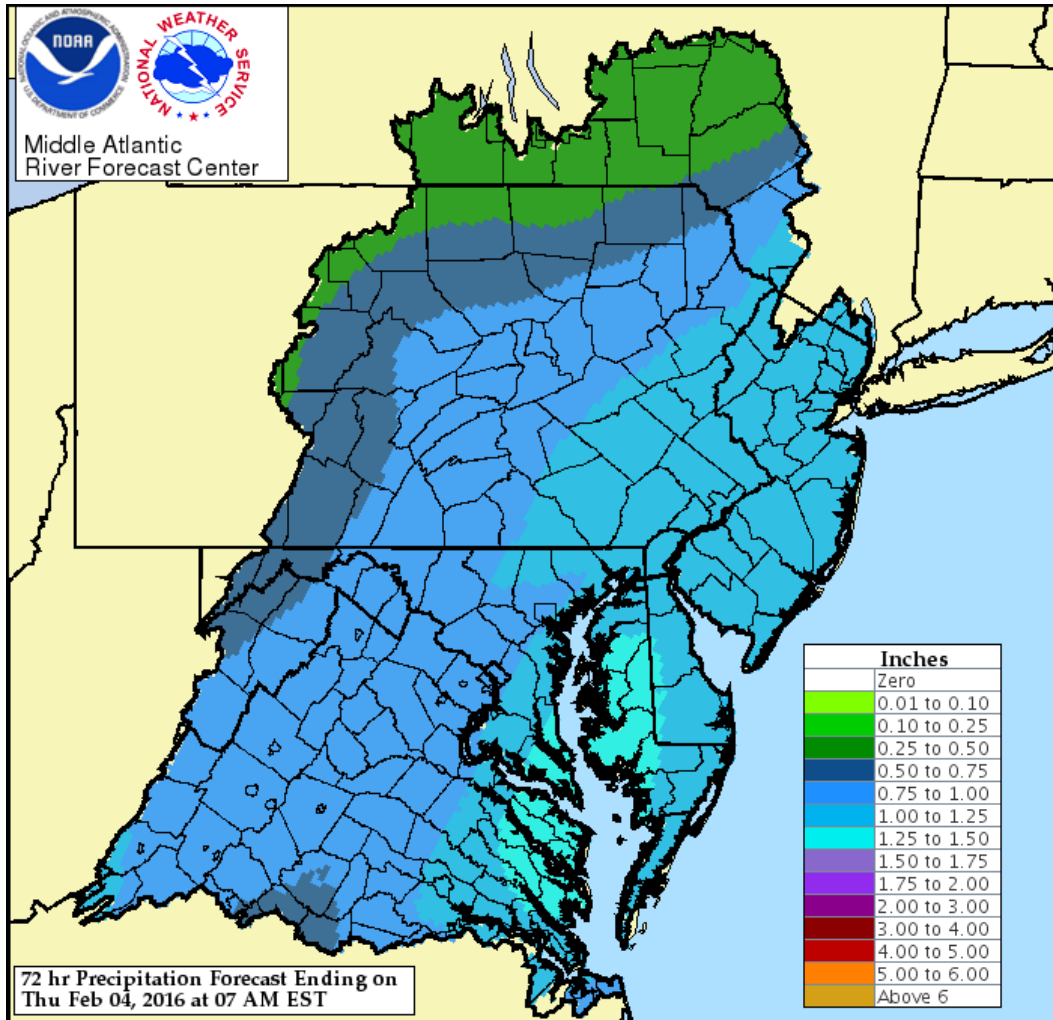 NOAA
NATIONAL OCEANIC AND ATMOSPHERIC ADMINISTRATION
U.S. DEPARTMENT OF COMMERCE
NATIONAL WEATHER SERVICE
Middle Atlantic
River Forecast Center
Inches
Zero
0.01 to 0.10
0.10 to 0.25
0.25 to 0.50
0.50 to 0.75
0.75 to 1.00
1.00 to 1.25
1.25 to 1.50
1.50 to 1.75
1.75 to 2.00
2.00 to 3.00
3.00 to 4.00
4.00 to 5.00
5.00 to 6.00
Above 6
72 hr Precipitation Forecast Ending on
Thu Feb 04, 2016 at 07 AM EST